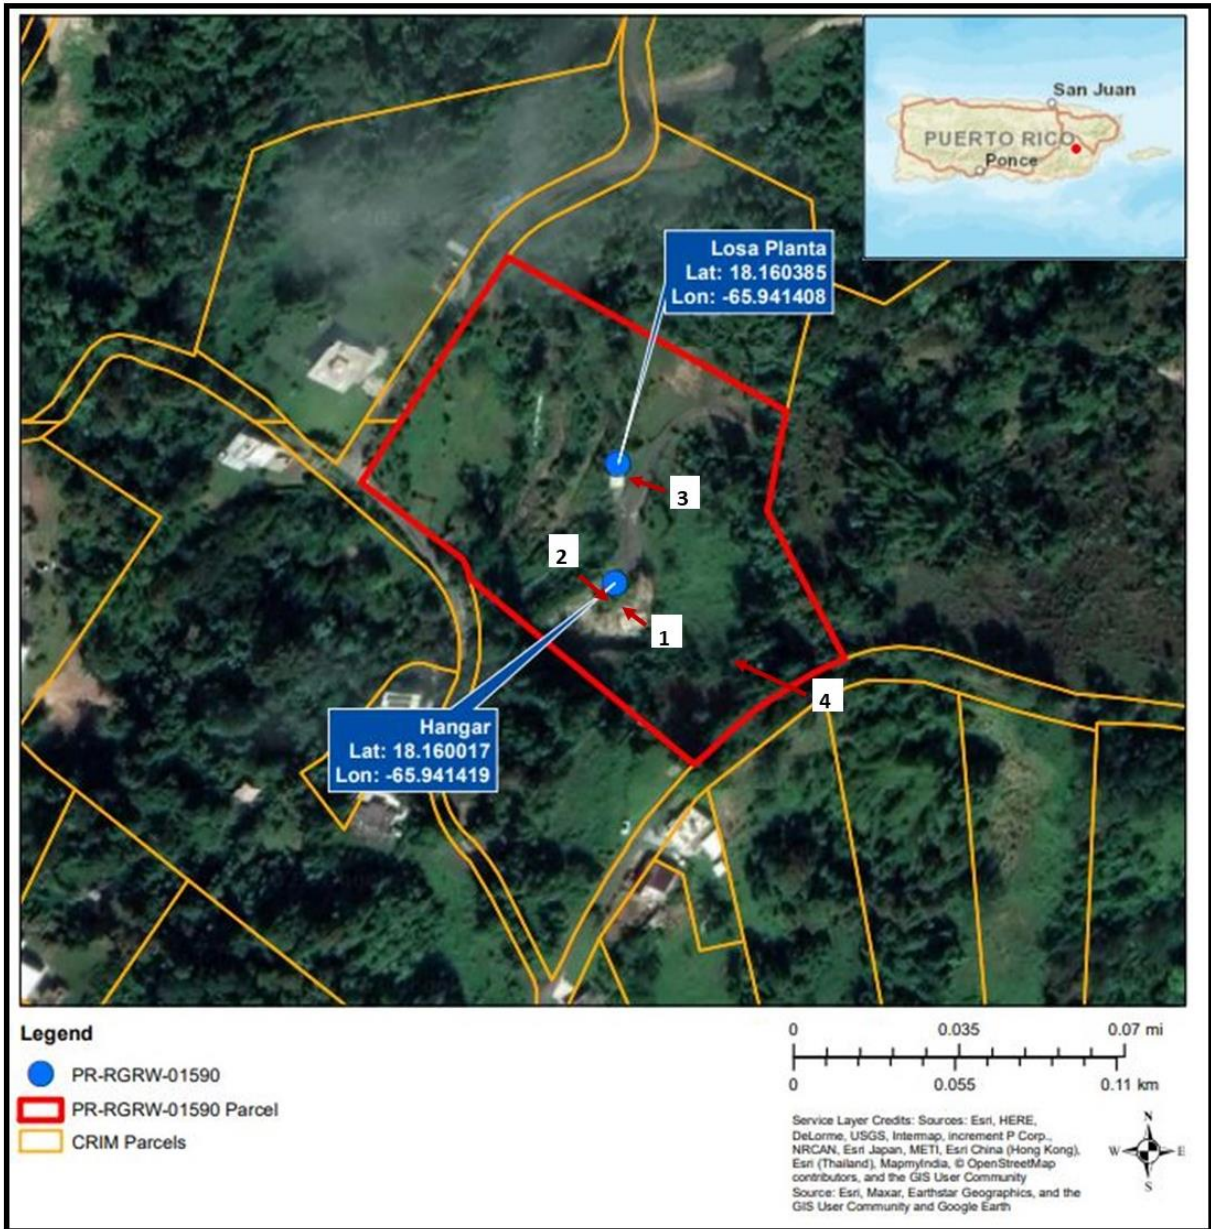 San Juan
PUERTO RICO
Ponce
Losa Planta
Lat: 18.160385
Lon: -65.941408
3
2
1
4
Hangar
Lat: 18.160017
Lon: -65.941419
Legend
PR-RGRW-01590
PR-RGRW-01590 Parcel
CRIM Parcels
0 0.035 0.07 mi
0 0.055 0.11 km
Service Layer Credits: Sources: Esri, HERE,
DeLorme, USGS, Intermap, increment P Corp.,
NRCAN, Esri Japan, METI, Esri China (Hong Kong),
Esri (Thailand), MapmyIndia, © OpenStreetMap
contributors, and the GIS User Community
Source: Esri, Maxar, Earthstar Geographics, and the
GIS User Community and Google Earth
N
W E
S